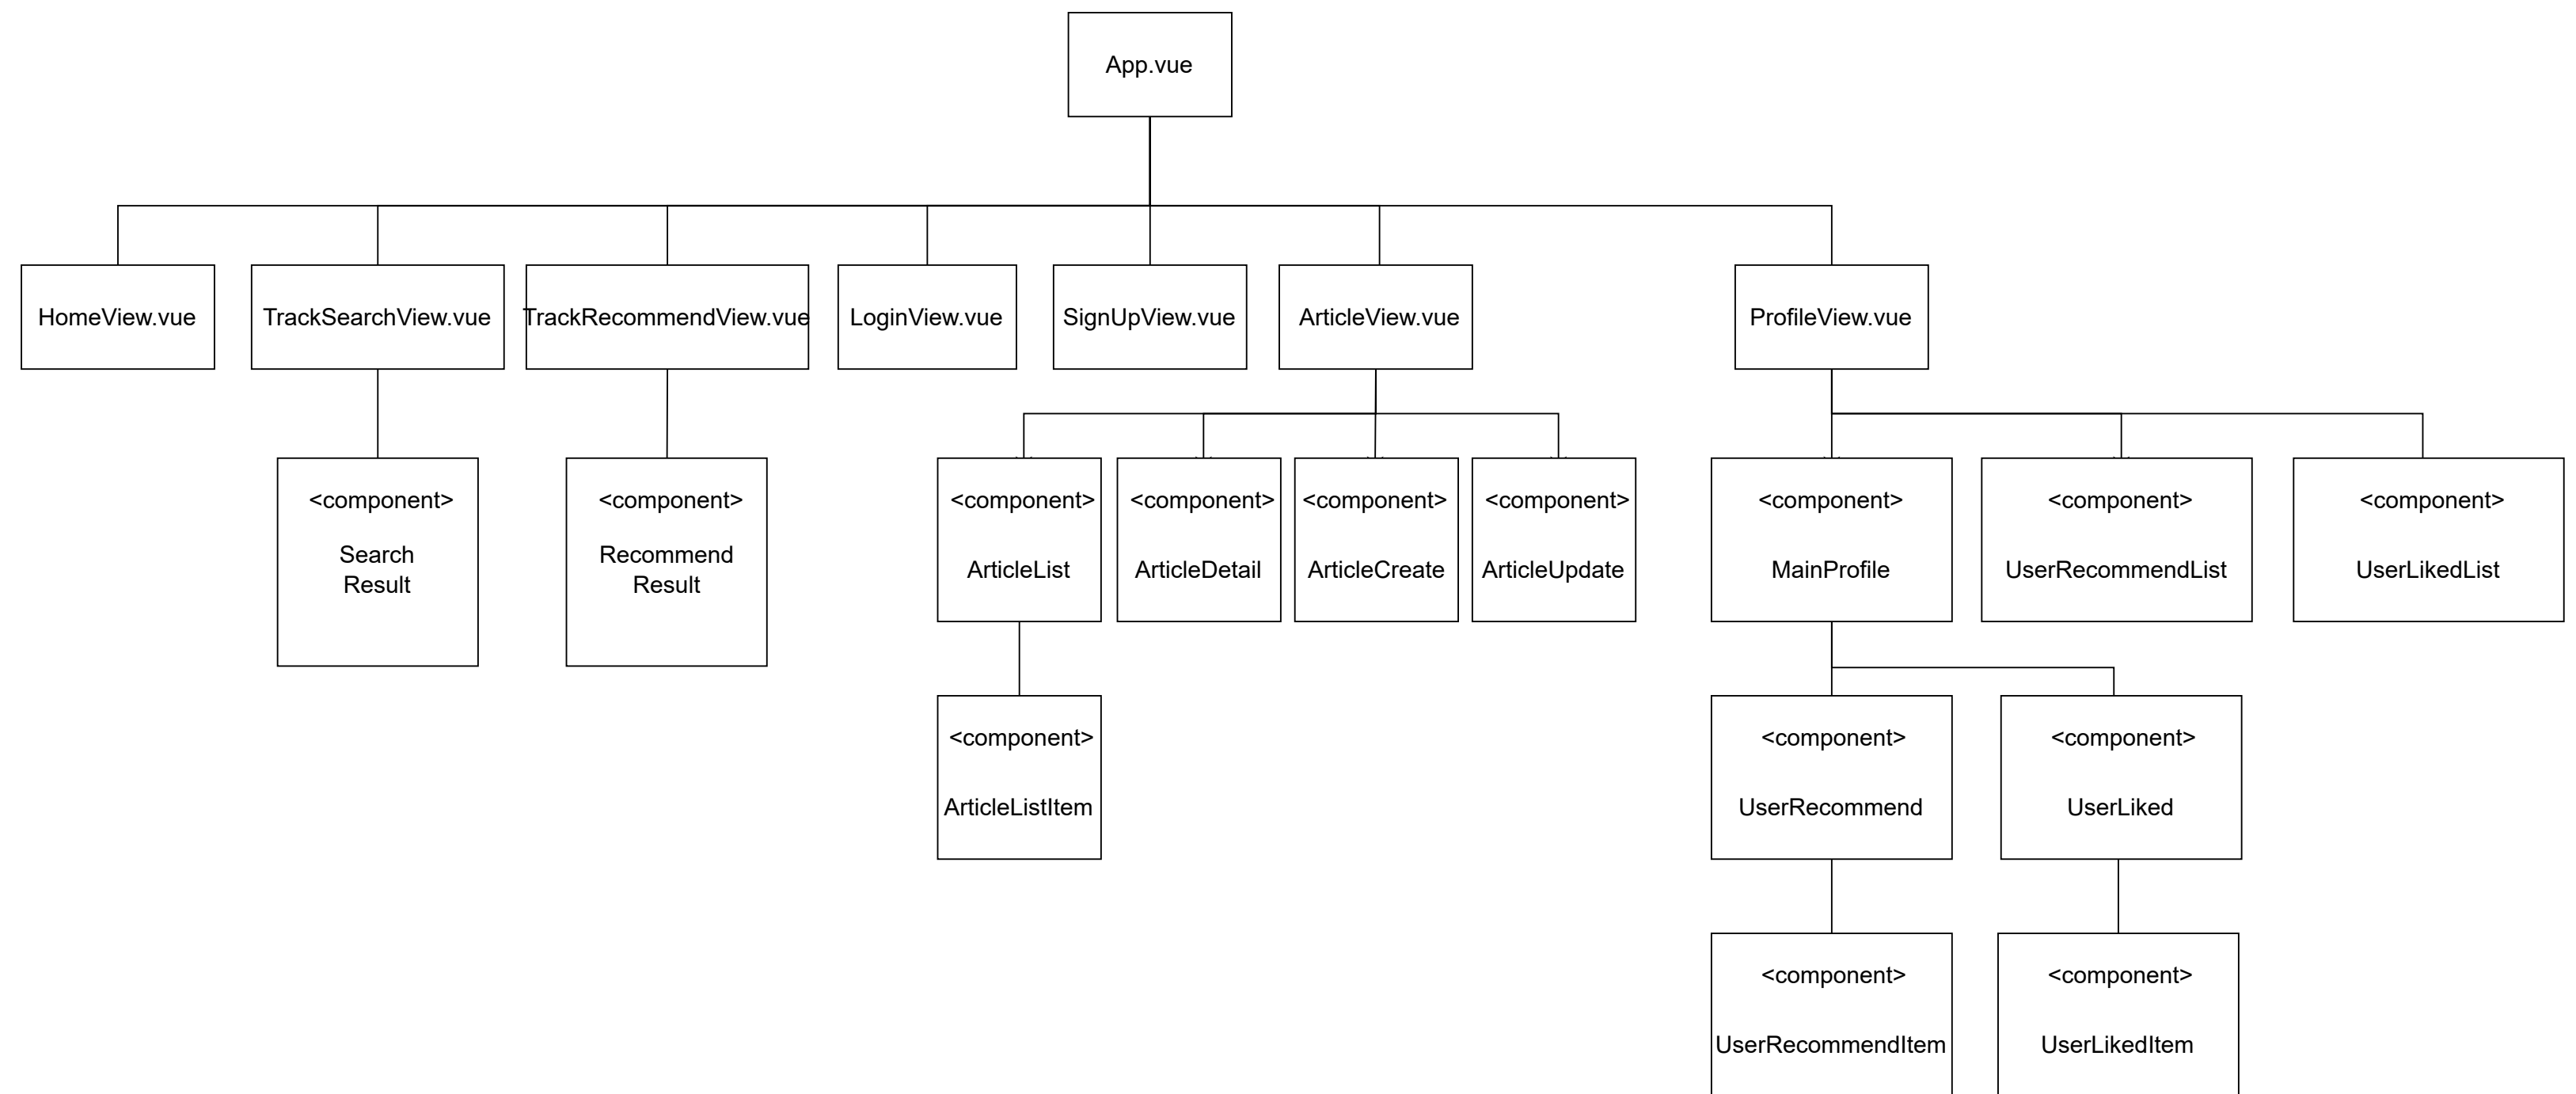 App.vue
HomeView.vue
TrackSearchView.vue
TrackRecommendView.vue
LoginView.vue
SignUpView.vue
ArticleView.vue
ProfileView.vue
<component>
Search
Result
<component>
Recommend
Result
<component>
ArticleList
<component>
ArticleDetail
<component>
ArticleCreate
<component>
ArticleUpdate
<component>
MainProfile
<component>
UserRecommendList
<component>
UserLikedList
<component>
ArticleListItem
<component>
UserRecommend
<component>
UserLiked
<component>
UserRecommendItem
<component>
UserLikedItem